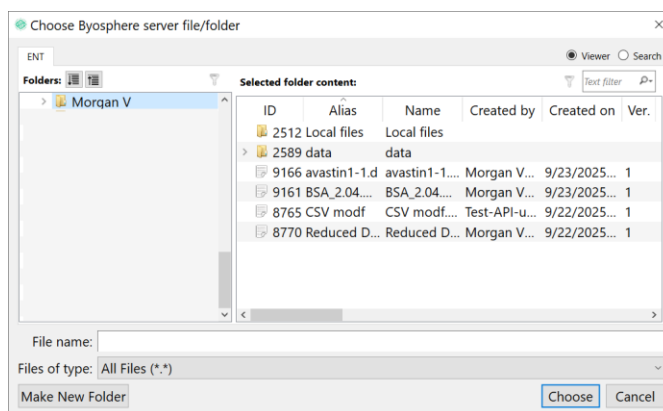 Choose Byosphere server file/folder
ENT
Viewer Search
Folders: Selected folder content: Text filter
Morgan V
ID Alias Name Created by Created on Ver.
2512 Local files Local files
2589 data data
9166 avastin1-1.d avastin1-1.... Morgan V... 9/23/2025... 1
9161 BSA_2.04.... BSA_2.04.... Morgan V... 9/23/2025... 1
8765 CSV modf CSV modf.... Test-API-u... 9/22/2025... 1
8770 Reduced D... Reduced D... Morgan V... 9/22/2025... 1
File name:
Files of type: All Files (*.*)
Make New Folder Choose Cancel